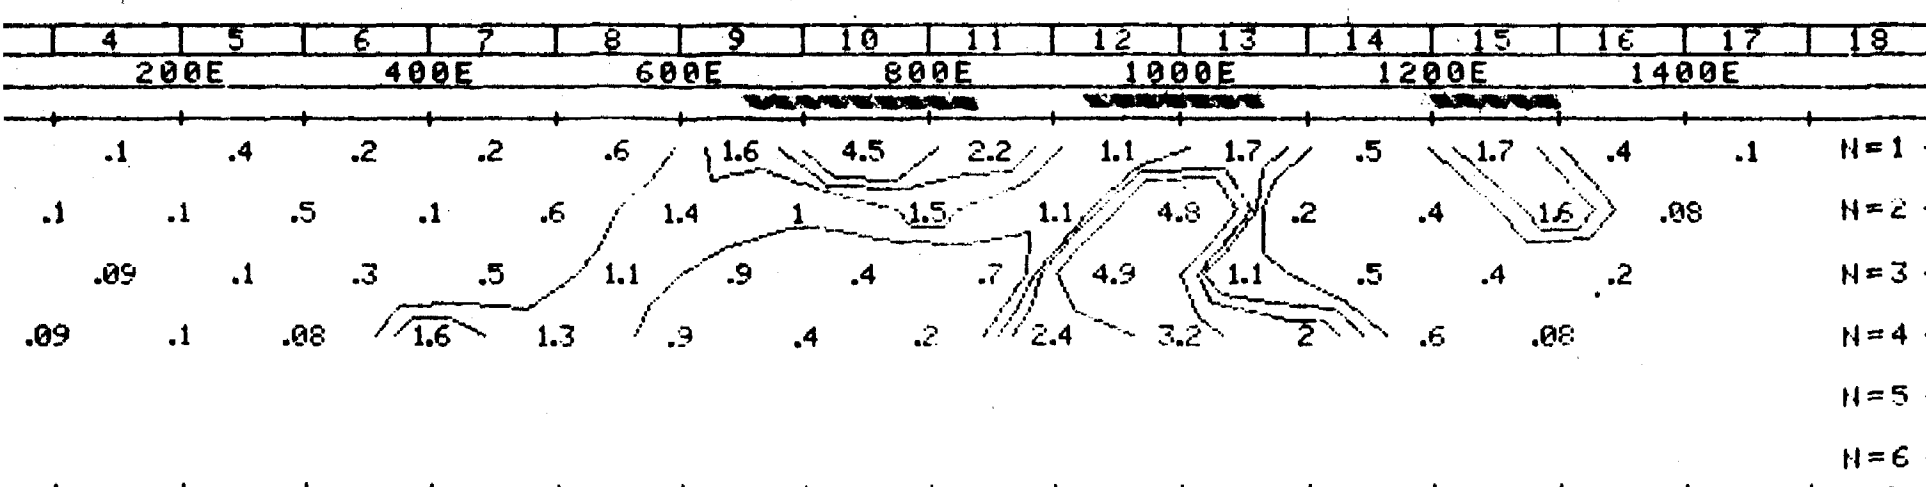 4 5 6 7 8 9 10 11 12 13 14 15 16 17 18
200E 400E 600E 800E 1000E 1200E 1400E
.1 .4 .2 .2 .6 1.6 4.5 2.2 1.1 1.7 .5 1.7 .4 .1 N=1
.1 .1 .5 .1 .6 1.4 1 1.5 1.1 4.8 .2 .4 1.6 .08 N=2
.09 .1 .3 .5 1.1 .9 .4 .7 4.9 1.1 .5 .4 .2 N=3
.09 .1 .08 1.6 1.3 .9 .4 .2 2.4 3.2 2 .6 .08 N=4
N=5
N=6